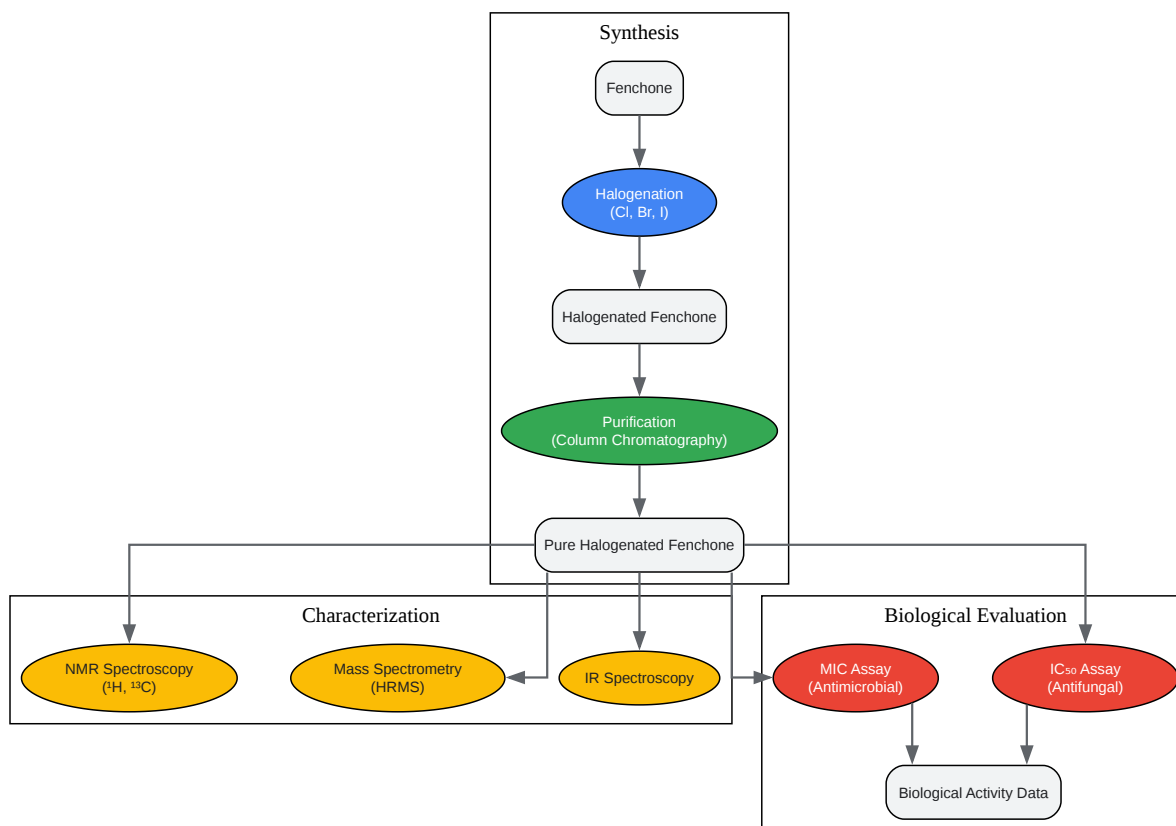 Synthesis
Fenchone
Halogenation
(Cl, Br, I)
Halogenated Fenchone
Purification
(Column Chromatography)
Pure Halogenated Fenchone
Characterization
NMR Spectroscopy
(¹H, ¹³C)
Mass Spectrometry
(HRMS)
IR Spectroscopy
Biological Evaluation
MIC Assay
(Antimicrobial)
IC₅₀ Assay
(Antifungal)
Biological Activity Data